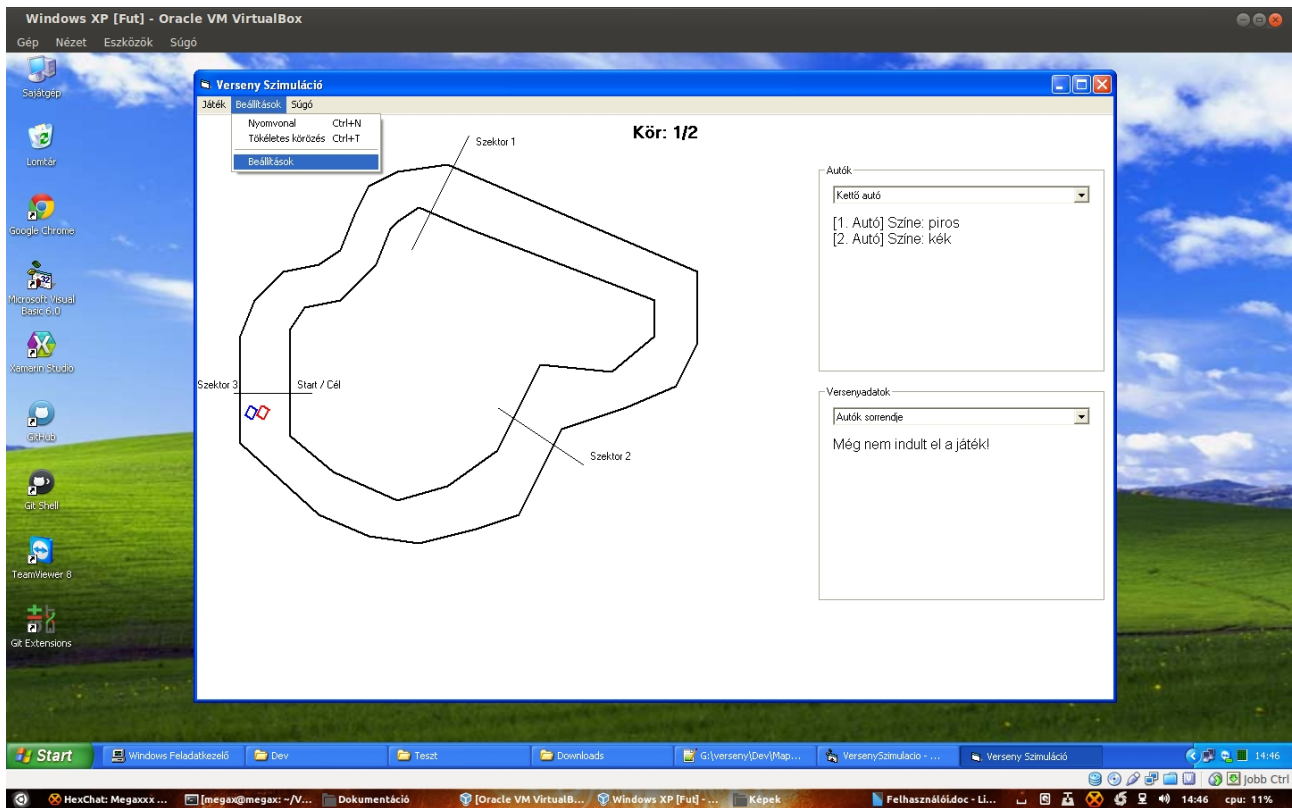 Windows XP [Fut] - Oracle VM VirtualBox
Gép Nézet Eszközök Súgó
Sajátgép
Lomtár
Google Chrome
Microsoft Visual
Basic 6.0
Xamarin Studio
GitHub
Git Shell
TeamViewer 8
Git Extensions
Verseny Szimuláció
Játék Beállítások Súgó
Nyomvonal Ctrl+N
Tökéletes körözés Ctrl+T
Beállítások
Kör: 1/2
Szektor 1
Szektor 3
Start / Cél
Szektor 2
Autók
Kettő autó
[1. Autó] Színe: piros
[2. Autó] Színe: kék
Versenyadatok
Autók sorrendje
Még nem indult el a játék!
Start Windows Feladatkezelő Dev Teszt Downloads G:\verseny\Dev\Map... VersenySzimulacio - ... Verseny Szimuláció 14:46
Jobb Ctrl
HexChat: Megaxxx ... [megax@megax: ~/V... Dokumentáció [Oracle VM VirtualB... Windows XP [Fut] - ... Képek Felhasználói.doc - Li... 14:46 cpu: 11%